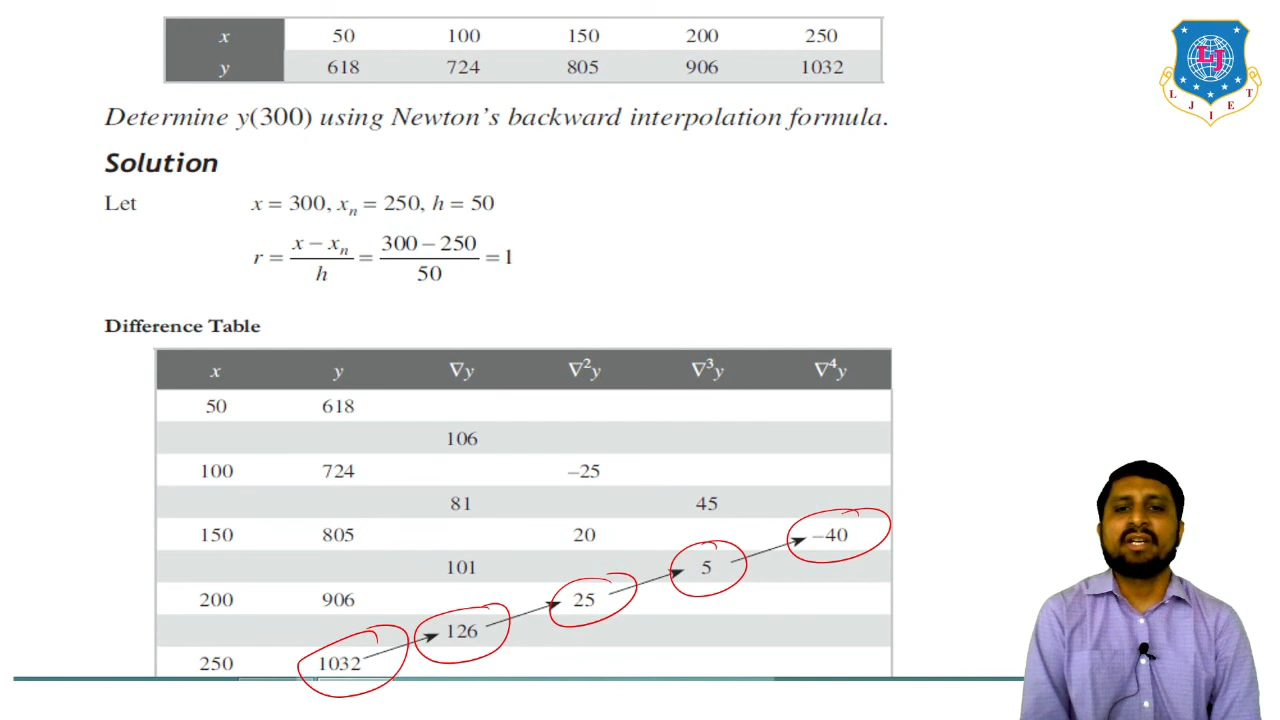 x 50 100 150 200 250
y 618 724 805 906 1032
LJ
L J I E T
Determine y(300) using Newton's backward interpolation formula.
Solution
Let x = 300, xₙ = 250, h = 50
r = (x − xₙ)/h = (300 − 250)/50 = 1
Difference Table
x y ∇y ∇²y ∇³y ∇⁴y
50 618
106
100 724 –25
81 45
150 805 20 –40
101 5
200 906 25
126
250 1032